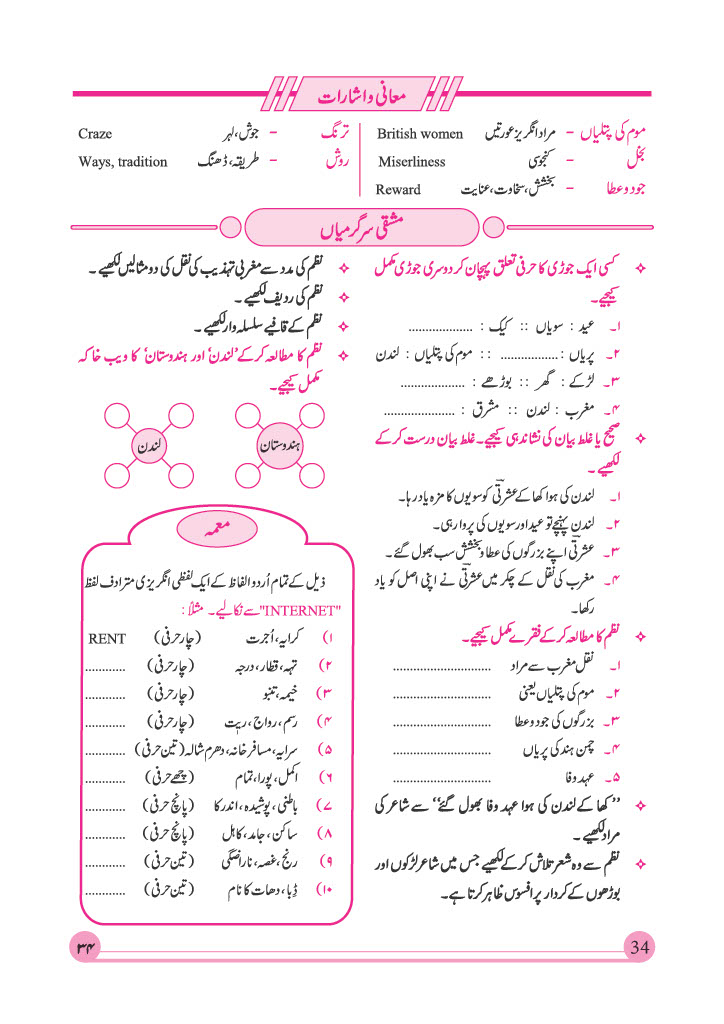 معانی و اشارات
موم کی پتلیاں – مراد انگریز عورتیں British women
بخل – کنجوسی Miserliness
جود و عطا – بخشش، سخاوت، عنایت Reward
ترنگ – جوش، لہر Craze
روش – طریقہ، ڈھنگ Ways, tradition
مشقی سرگرمیاں
کسی ایک جوڑی کا حرفی تعلق پہچان کر دوسری جوڑی مکمل
کیجیے۔
۱۔ عید : سویاں :: کیک : ...................
۲۔ پریاں : ................. :: موم کی پتلیاں : لندن
۳۔ لڑکے : گھر :: بوڑھے : ...................
۴۔ مغرب : لندن :: مشرق : .....................
صحیح یا غلط بیان کی نشاندہی کیجیے۔ غلط بیان درست کر کے
لکھیے۔
۱۔ لندن کی ہوا کھا کے عشرتی کو سویوں کا مزہ یاد رہا۔
۲۔ لندن پہنچے تو عید اور سویوں کی پروا رہی۔
۳۔ عشرتی اپنے بزرگوں کی عطا و بخشش سب بھول گئے۔
۴۔ مغرب کی نقل کے چکر میں عشرتی نے اپنی اصل کو یاد
رکھا۔
نظم کا مطالعہ کر کے فقرے مکمل کیجیے۔
۱۔ نقل مغرب سے مراد .............................
۲۔ موم کی پتلیاں یعنی .............................
۳۔ بزرگوں کی جود و عطا .............................
۴۔ چمن ہند کی پریاں .............................
۵۔ عہد وفا .............................
’’کھا کے لندن کی ہوا عہد وفا بھول گئے‘‘ سے شاعر کی
مراد لکھیے۔
نظم سے وہ شعر تلاش کر کے لکھیے جس میں شاعر لڑکوں اور
بوڑھوں کے کردار پر افسوس ظاہر کرتا ہے۔
نظم کی مدد سے مغربی تہذیب کی نقل کی دو مثالیں لکھیے۔
نظم کی ردیف لکھیے۔
نظم کے قافیے سلسلہ وار لکھیے۔
نظم کا مطالعہ کر کے ’لندن‘ اور ہندوستان‘ کا ویب خاکہ
مکمل کیجیے۔
ہندوستان
لندن
معمہ
ذیل کے تمام اُردو الفاظ کے ایک لفظی انگریزی مترادف لفظ
"INTERNET" سے نکالیے۔ مثلاً :
۱) کرایہ، اُجرت (چار حرفی) RENT
۲) تہہ، قطار، درجہ (چار حرفی) ............
۳) خیمہ، تنبو (چار حرفی) ............
۴) رسم، رواج، ریت (چار حرفی) ............
۵) سرایہ، مسافر خانہ، دھرم شالہ (تین حرفی) ............
۶) اکمل، پورا، تمام (چھے حرفی) ............
۷) باطنی، پوشیدہ، اندر کا (پانچ حرفی) ............
۸) ساکن، جامد، کاہل (پانچ حرفی) ............
۹) رنج، غصہ، ناراضگی (تین حرفی) ............
۱۰) ڈبا، دھات کا نام (تین حرفی) ............
۳۴
34